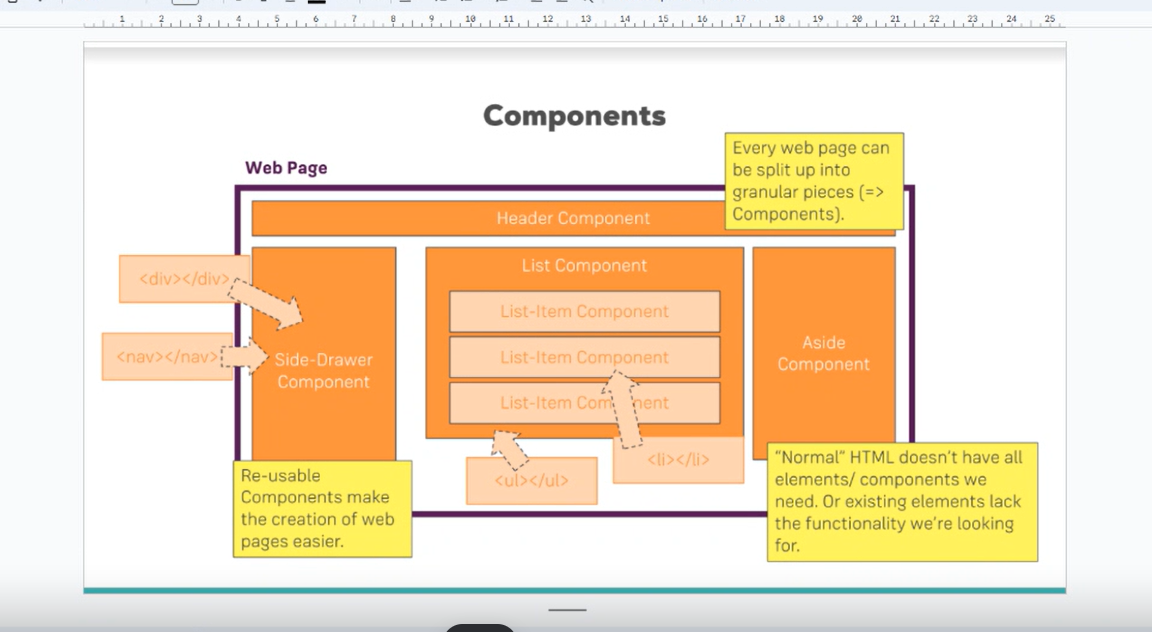 1 2 3 4 5 6 7 8 9 10 11 12 13 14 15 16 17 18 19 20 21 22 23 24 25
Components
Web Page
Every web page can
be split up into
granular pieces (=>
Components).
Header Component
<div></div>
<nav></nav>
Side-Drawer
Component
List Component
List-Item Component
List-Item Component
List-Item Component
Aside
Component
<ul></ul>
<li></li>
Re-usable
Components make
the creation of web
pages easier.
"Normal" HTML doesn't have all
elements/ components we
need. Or existing elements lack
the functionality we're looking
for.